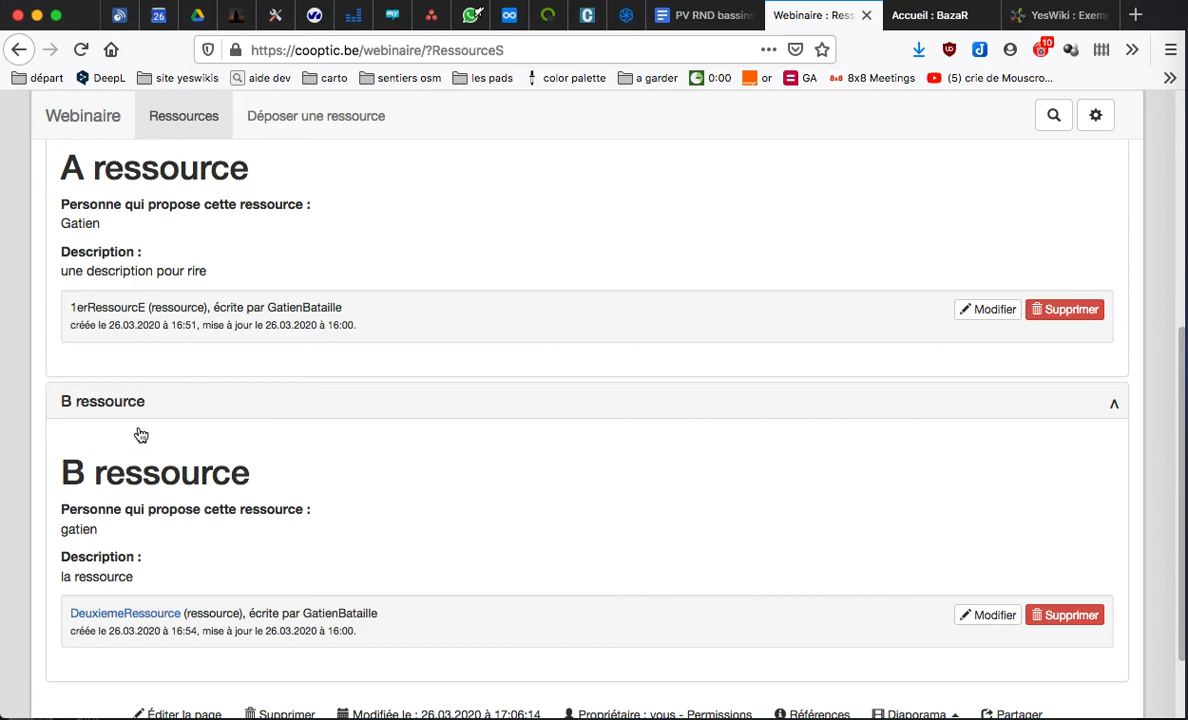 26
PV RND bassins
Webinaire : Ress
Accueil : BazaR
YesWiki : Exemp
https://cooptic.be/webinaire/?RessourceS
10
départ
DeepL
site yeswikis
aide dev
carto
sentiers osm
les pads
color palette
a garder
0:00
or
GA
8x8 8x8 Meetings
(5) crie de Mouscro...
Webinaire
Ressources
Déposer une ressource
A ressource
Personne qui propose cette ressource :
Gatien
Description :
une description pour rire
1erRessourcE (ressource), écrite par GatienBataille
Modifier
Supprimer
créée le 26.03.2020 à 16:51, mise à jour le 26.03.2020 à 16:00.
B ressource
B ressource
Personne qui propose cette ressource :
gatien
Description :
la ressource
DeuxiemeRessource (ressource), écrite par GatienBataille
Modifier
Supprimer
créée le 26.03.2020 à 16:54, mise à jour le 26.03.2020 à 16:00.
Éditer la page
Supprimer
Modifiée le : 26.03.2020 à 17:06:14
Propriétaire : vous - Permissions
Références
Diaporama
Partager